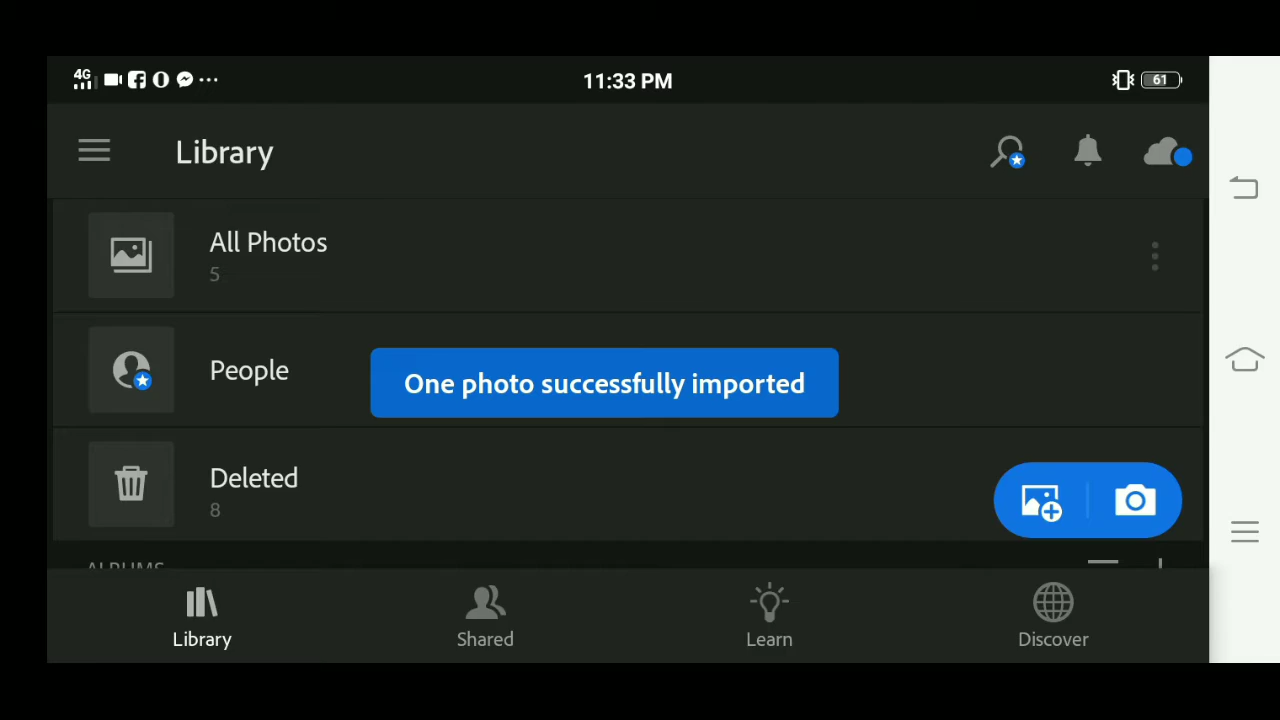 4G
11:33 PM
61
Library
All Photos
5
People
One photo successfully imported
Deleted
8
ALBUMS
Library
Shared
Learn
Discover